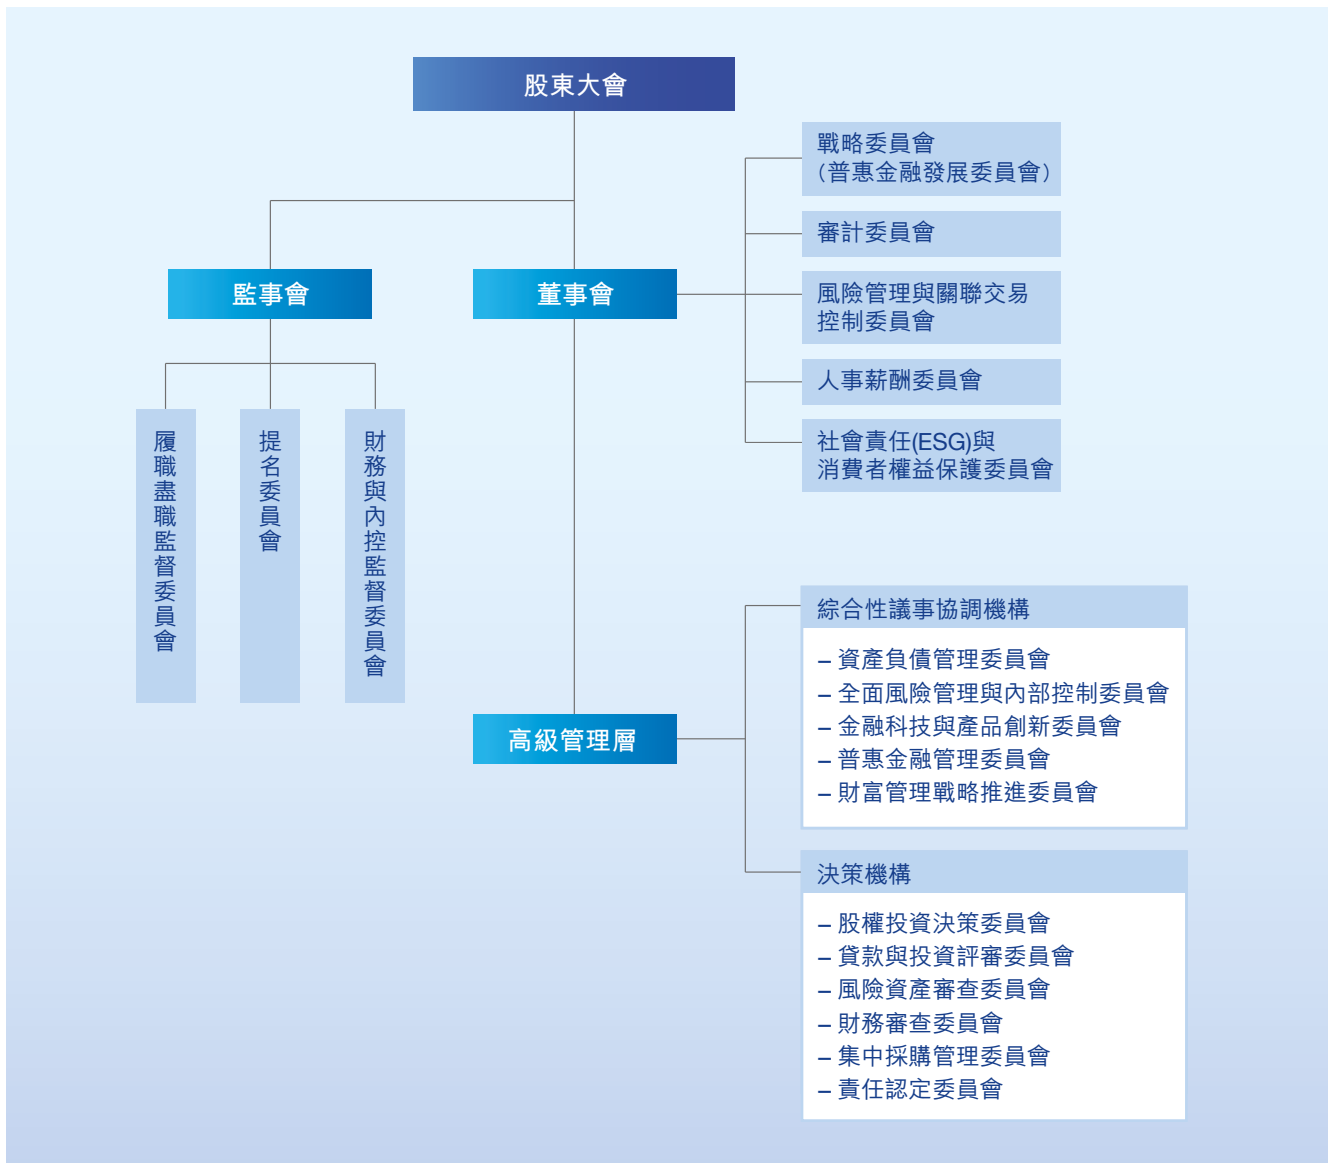 股東大會
監事會
董事會
履職盡職監督委員會
提名委員會
財務與內控監督委員會
戰略委員會
（普惠金融發展委員會）
審計委員會
風險管理與關聯交易
控制委員會
人事薪酬委員會
社會責任(ESG)與
消費者權益保護委員會
高級管理層
綜合性議事協調機構
– 資產負債管理委員會
– 全面風險管理與內部控制委員會
– 金融科技與產品創新委員會
– 普惠金融管理委員會
– 財富管理戰略推進委員會
決策機構
– 股權投資決策委員會
– 貸款與投資評審委員會
– 風險資產審查委員會
– 財務審查委員會
– 集中採購管理委員會
– 責任認定委員會